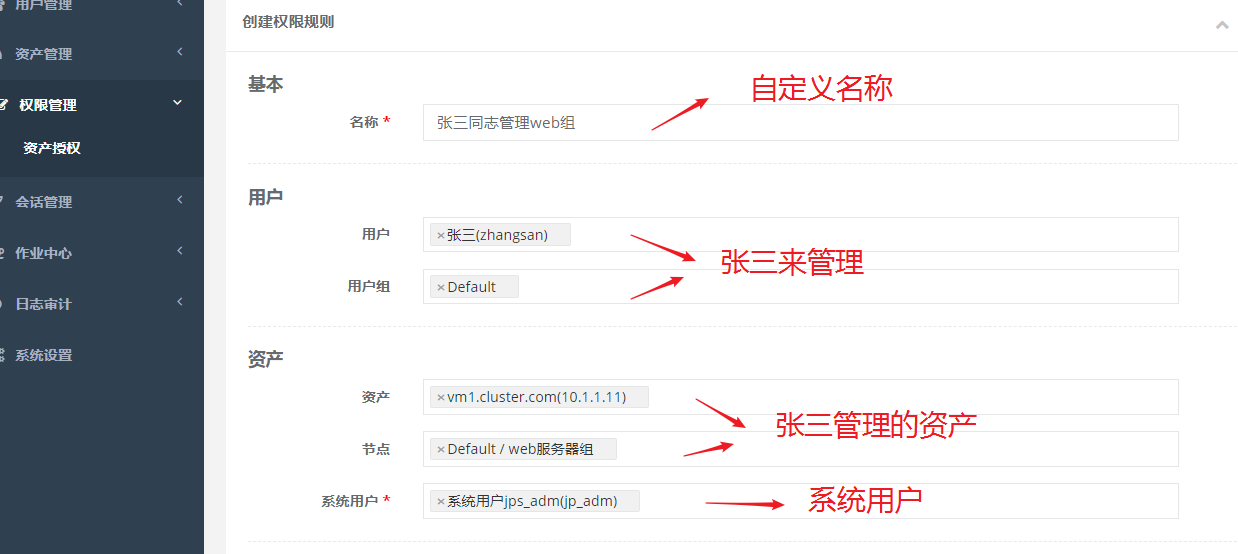 用户管理
资产管理
权限管理
资产授权
会话管理
作业中心
日志审计
系统设置
创建权限规则
基本
自定义名称
名称 * 张三同志管理web组
用户
用户 ×张三(zhangsan)
张三来管理
用户组 ×Default
资产
资产 ×vm1.cluster.com(10.1.1.11)
张三管理的资产
节点 ×Default / web服务器组
系统用户 * ×系统用户jps_adm(jp_adm)
系统用户